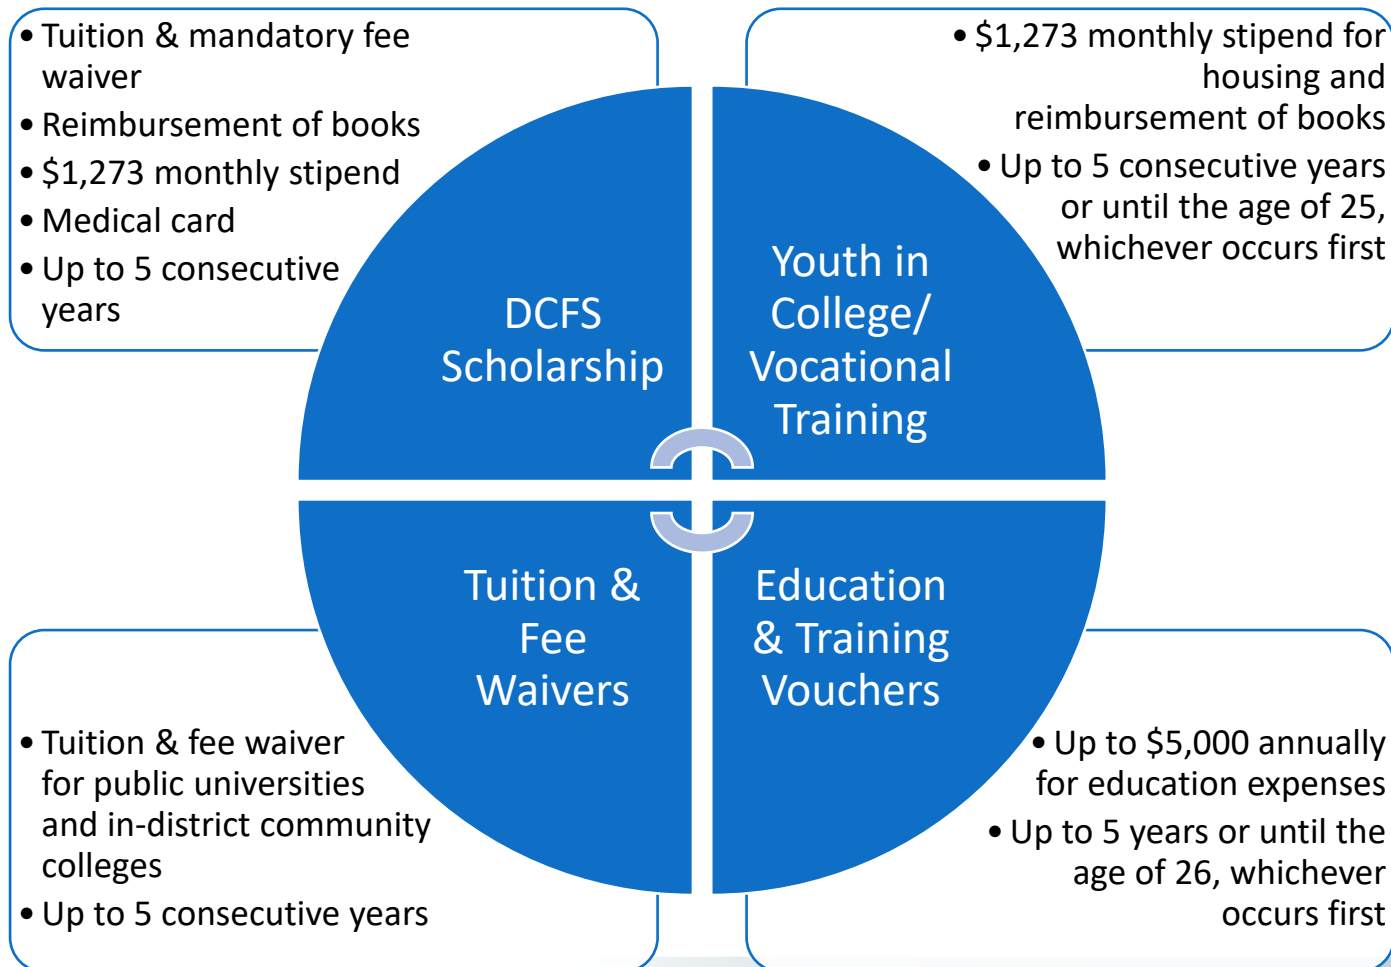 • Tuition & mandatory fee
waiver
• Reimbursement of books
• $1,273 monthly stipend
• Medical card
• Up to 5 consecutive
years
DCFS
Scholarship
• $1,273 monthly stipend for
housing and
reimbursement of books
• Up to 5 consecutive years
or until the age of 25,
whichever occurs first
Youth in
College/
Vocational
Training
Tuition &
Fee
Waivers
• Tuition & fee waiver
for public universities
and in-district community
colleges
• Up to 5 consecutive years
Education
& Training
Vouchers
• Up to $5,000 annually
for education expenses
• Up to 5 years or until the
age of 26, whichever
occurs first